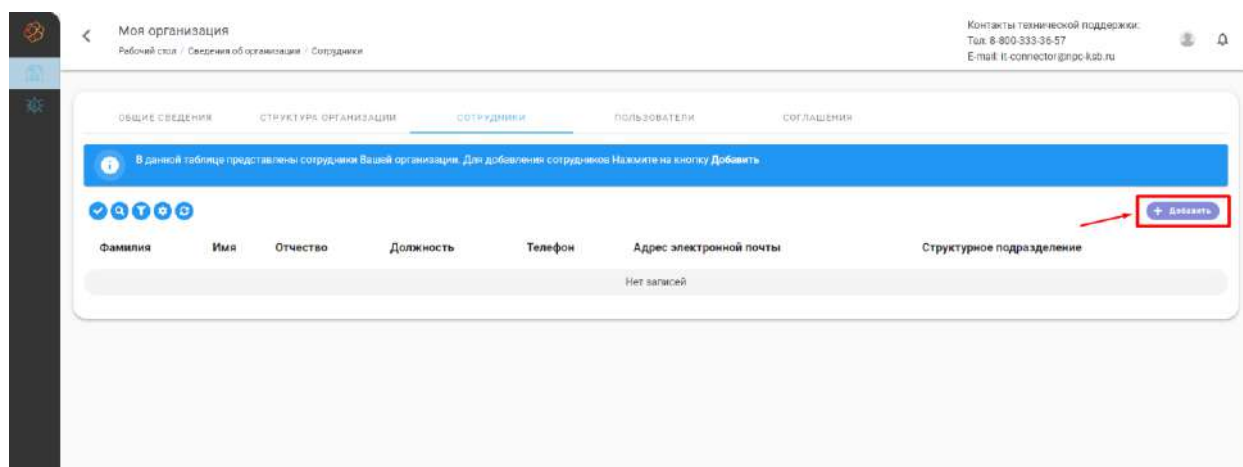 Моя организация
Рабочий стол / Сведения об организации / Сотрудники
Контакты технической поддержки:
Тел: 8-800-333-36-57
E-mail: it-connector@npc-ksb.ru
ОБЩИЕ СВЕДЕНИЯ СТРУКТУРА ОРГАНИЗАЦИИ СОТРУДНИКИ ПОЛЬЗОВАТЕЛИ СОГЛАШЕНИЯ
В данной таблице представлены сотрудники Вашей организации. Для добавления сотрудников Нажмите на кнопку Добавить
+ Добавить
Фамилия Имя Отчество Должность Телефон Адрес электронной почты Структурное подразделение
Нет записей